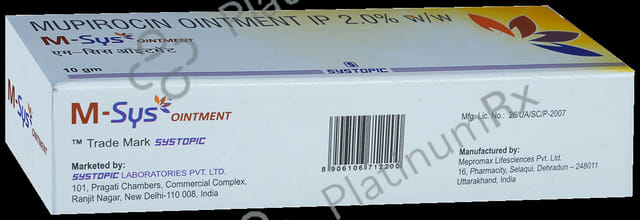 MUPIROCIN OINTMENT IP 2.0% w/w
M-Sys OINTMENT
एम-सिस ऑइंटमेंट
10 gm
SYSTOPIC
M-Sys™ OINTMENT
™ Trade Mark SYSTOPIC
Marketed by:
SYSTOPIC LABORATORIES PVT. LTD.
101, Pragati Chambers, Commercial Complex,
Ranjit Nagar, New Delhi-110 008, India
8906106712200
Mfg. Lic. No.: 26/UA/SC/P-2007
Manufactured by:
Mepromax Lifesciences Pvt. Ltd.
16, Pharmacity, Selaqui, Dehradun – 248011
Uttarakhand, India
PlatinumRx